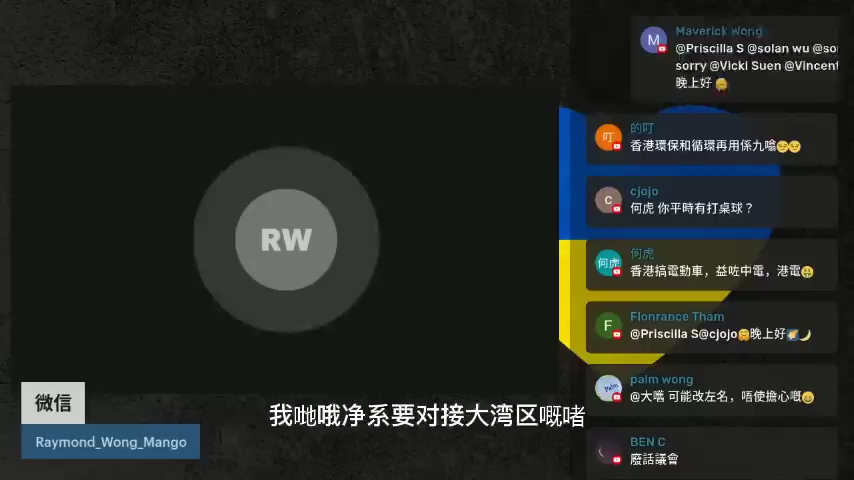 RW
微信
Raymond_Wong_Mango
我哋哦净系要对接大湾区嘅啫
Maverick Wong
@Priscilla S @solan wu @so
sorry @Vicki Suen @Vincent
晚上好
的叮
香港環保和循環再用係九噏
cjojo
何虎 你平時有打桌球？
何虎
香港搞電動車，益咗中電，港電
Flonrance Tham
@Priscilla S@cjojo晚上好
palm wong
可能改左名，唔使擔心嘅
BEN C
廢話議會